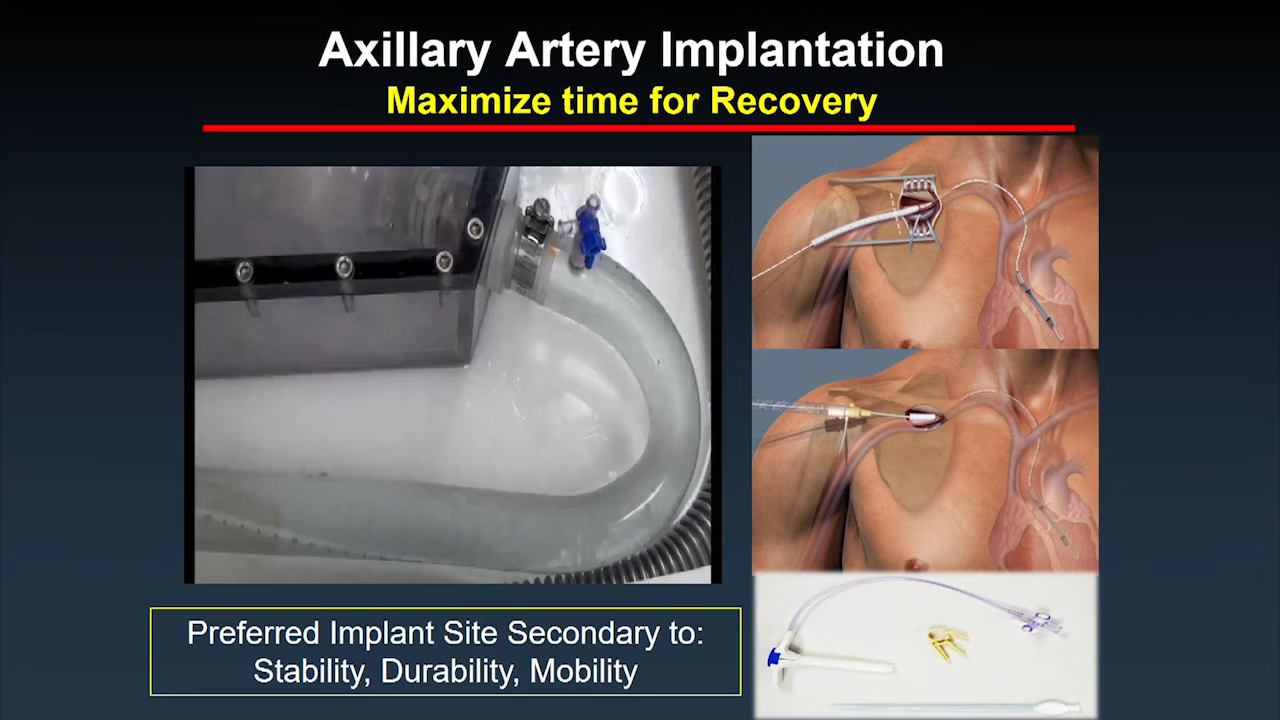 Axillary Artery Implantation
Maximize time for Recovery
Preferred Implant Site Secondary to:
Stability, Durability, Mobility